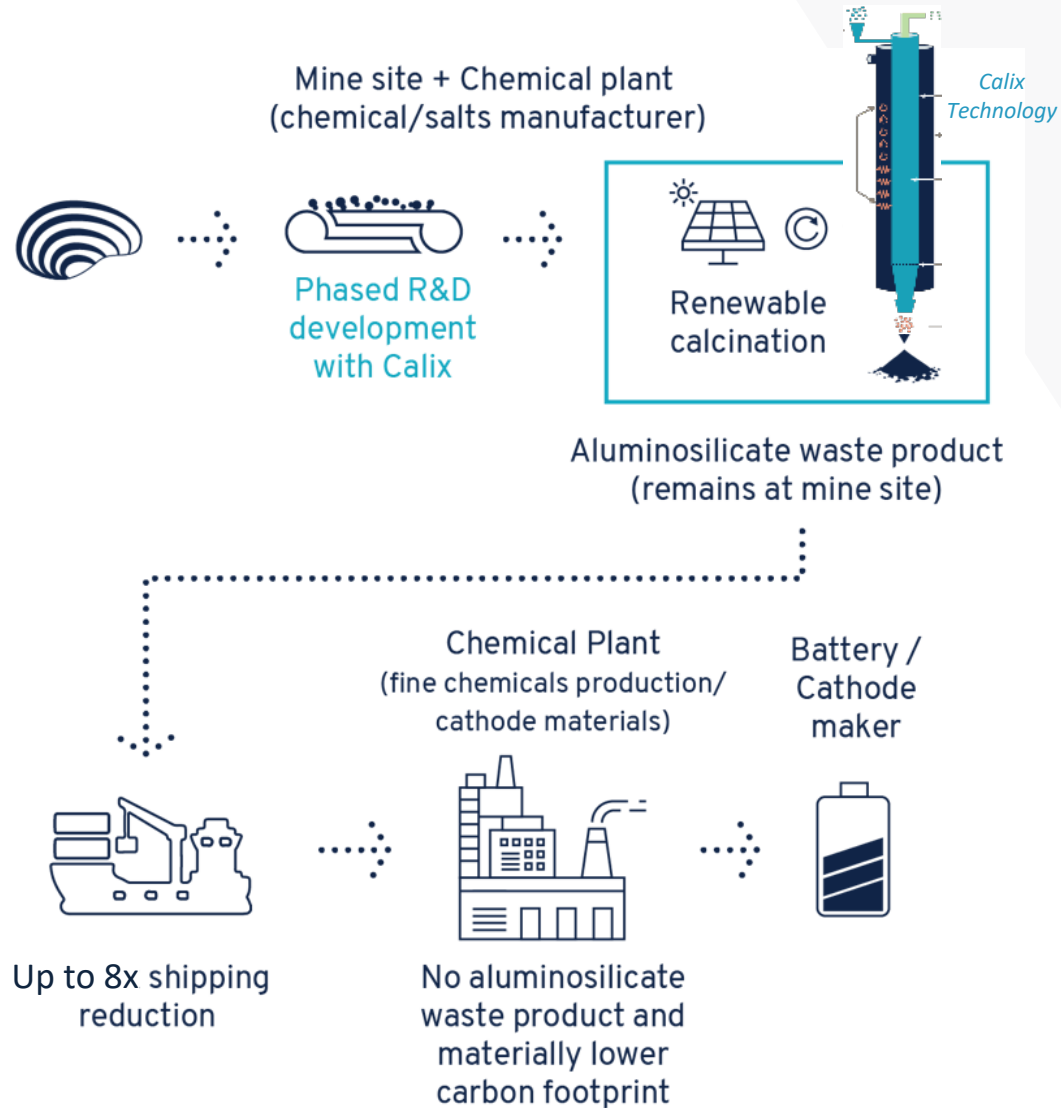 Mine site + Chemical plant
(chemical/salts manufacturer)
Calix
Technology
Phased R&D
development
with Calix
Renewable
calcination
Aluminosilicate waste product
(remains at mine site)
Chemical Plant
(fine chemicals production/
cathode materials)
Battery /
Cathode
maker
Up to 8x shipping
reduction
No aluminosilicate
waste product and
materially lower
carbon footprint